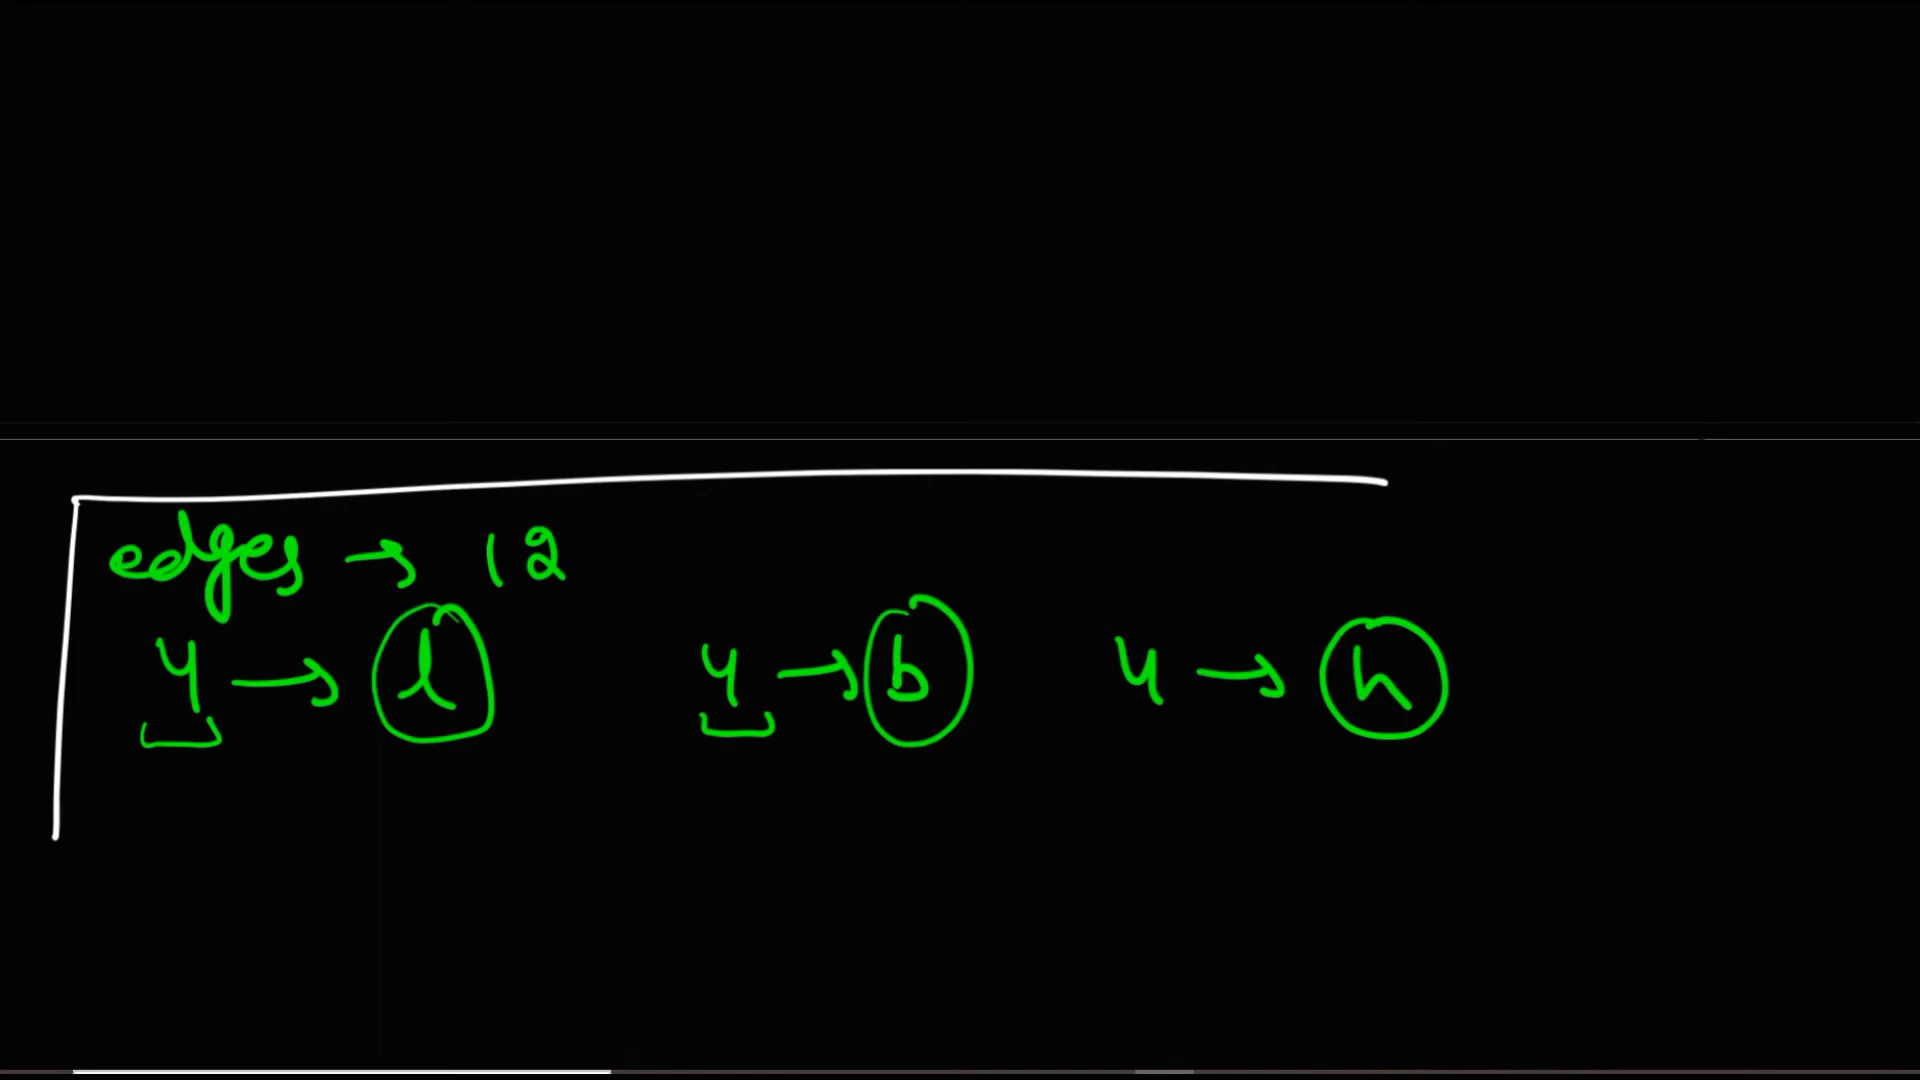 edges → 12
4 → l 4 → b 4 → h